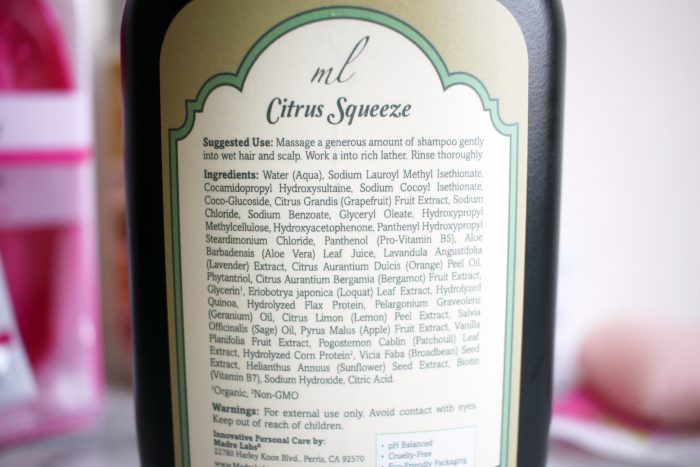 ml
Citrus Squeeze
Suggested Use: Massage a generous amount of shampoo gently
into wet hair and scalp. Work a into rich lather. Rinse thoroughly.
Ingredients: Water (Aqua), Sodium Lauroyl Methyl Isethionate,
Cocamidopropyl Hydroxysultaine, Sodium Cocoyl Isethionate,
Coco-Glucoside, Citrus Grandis (Grapefruit) Fruit Extract, Sodium
Chloride, Sodium Benzoate, Glyceryl Oleate, Hydroxypropyl
Methylcellulose, Hydroxyacetophenone, Panthenyl Hydroxypropyl
Steardimonium Chloride, Panthenol (Pro-Vitamin B5), Aloe
Barbadensis (Aloe Vera) Leaf Juice, Lavandula Angustifolia
(Lavender) Extract, Citrus Aurantium Dulcis (Orange) Peel Oil,
Phytantriol, Citrus Aurantium Bergamia (Bergamot) Fruit Extract,
Glycerin¹, Eriobotrya japonica (Loquat) Leaf Extract, Hydrolyzed
Quinoa, Hydrolyzed Flax Protein, Pelargonium Graveolens
(Geranium) Oil, Citrus Limon (Lemon) Peel Extract, Salvia
Officinalis (Sage) Oil, Pyrus Malus (Apple) Fruit Extract, Vanilla
Planifolia Fruit Extract, Pogostemon Cablin (Patchouli) Leaf
Extract, Hydrolyzed Corn Protein², Vicia Faba (Broadbean) Seed
Extract, Helianthus Annuus (Sunflower) Seed Extract, Biotin
(Vitamin B7), Sodium Hydroxide, Citric Acid.
¹Organic, ²Non-GMO
Warnings: For external use only. Avoid contact with eyes.
Keep out of reach of children.
Innovative Personal Care by:
Madre Labs®
22780 Harley Knox Blvd., Perris, CA 92570
• pH Balanced
• Cruelty-Free
• Eco-Friendly Packaging